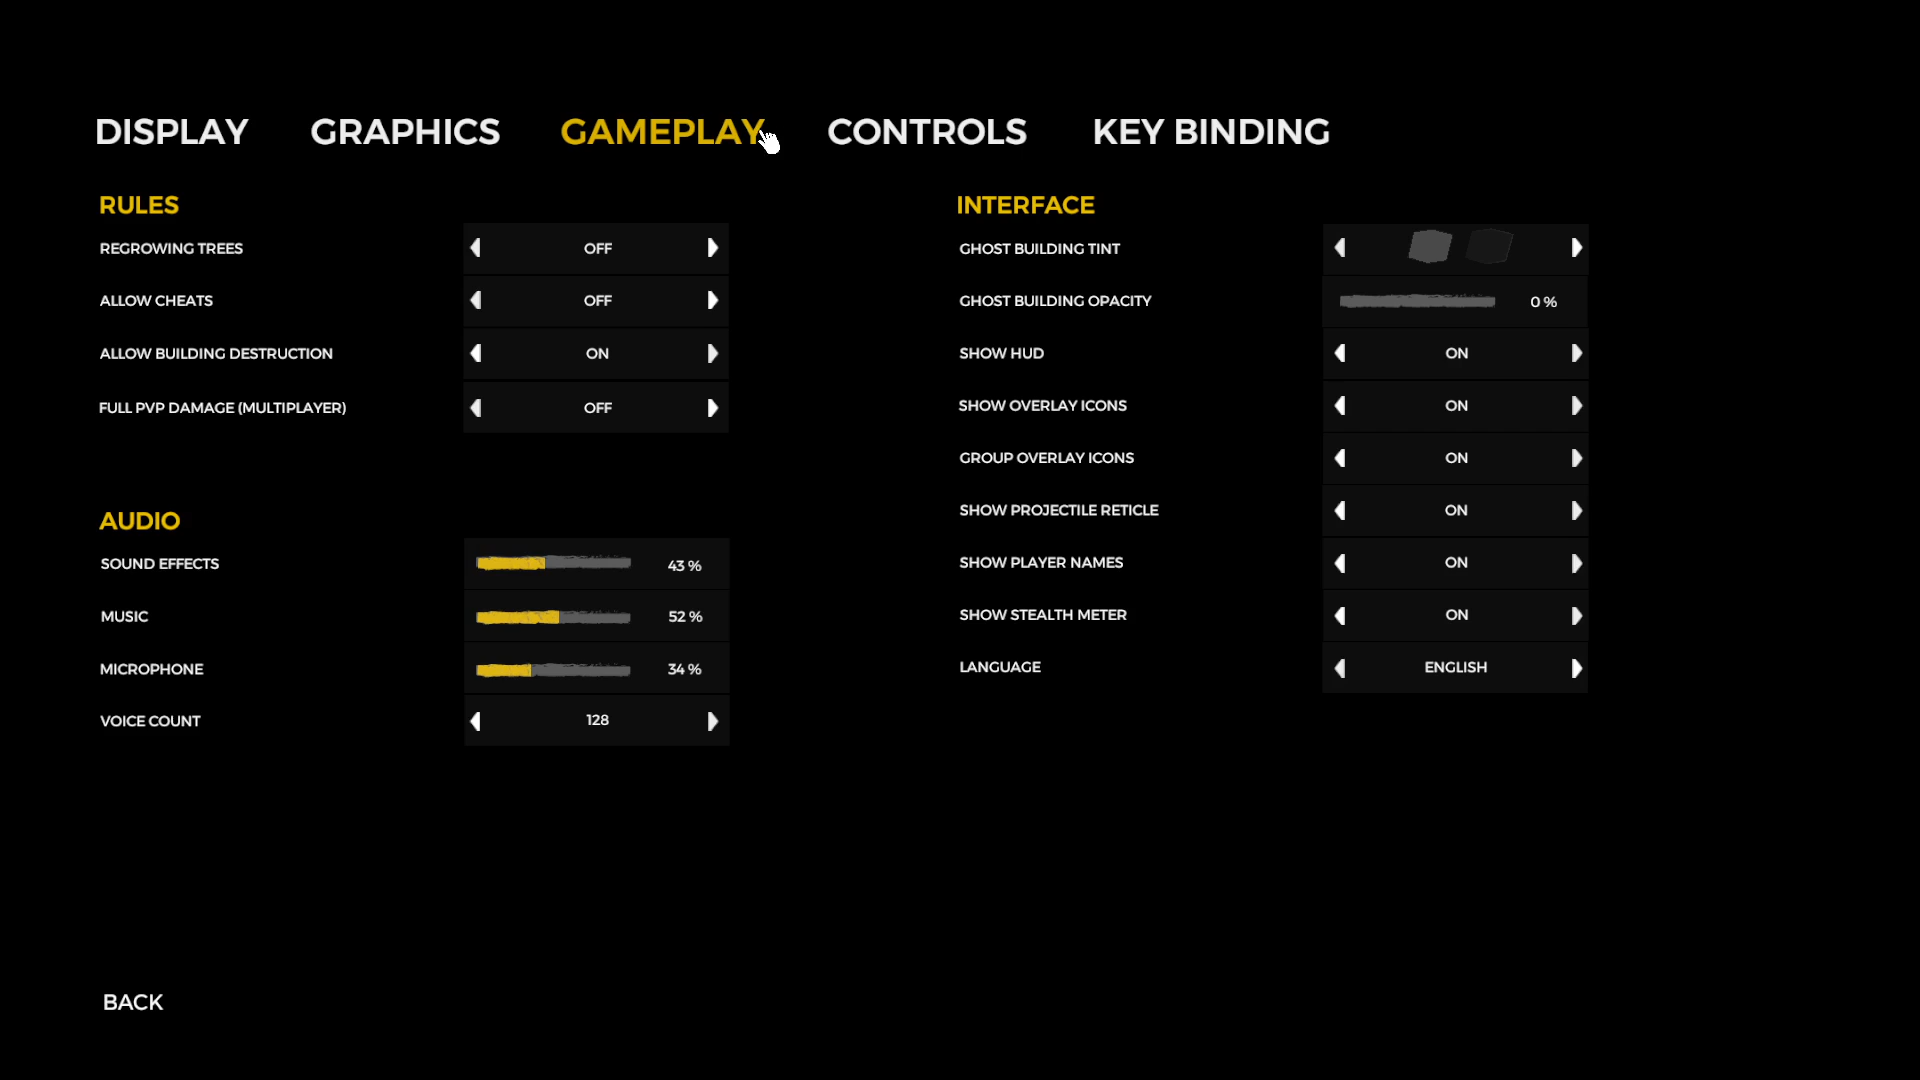 DISPLAY GRAPHICS GAMEPLAY CONTROLS KEY BINDING
RULES
REGROWING TREES OFF
ALLOW CHEATS OFF
ALLOW BUILDING DESTRUCTION ON
FULL PVP DAMAGE (MULTIPLAYER) OFF
AUDIO
SOUND EFFECTS 43 %
MUSIC 52 %
MICROPHONE 34 %
VOICE COUNT 128
INTERFACE
GHOST BUILDING TINT
GHOST BUILDING OPACITY 0 %
SHOW HUD ON
SHOW OVERLAY ICONS ON
GROUP OVERLAY ICONS ON
SHOW PROJECTILE RETICLE ON
SHOW PLAYER NAMES ON
SHOW STEALTH METER ON
LANGUAGE ENGLISH
BACK